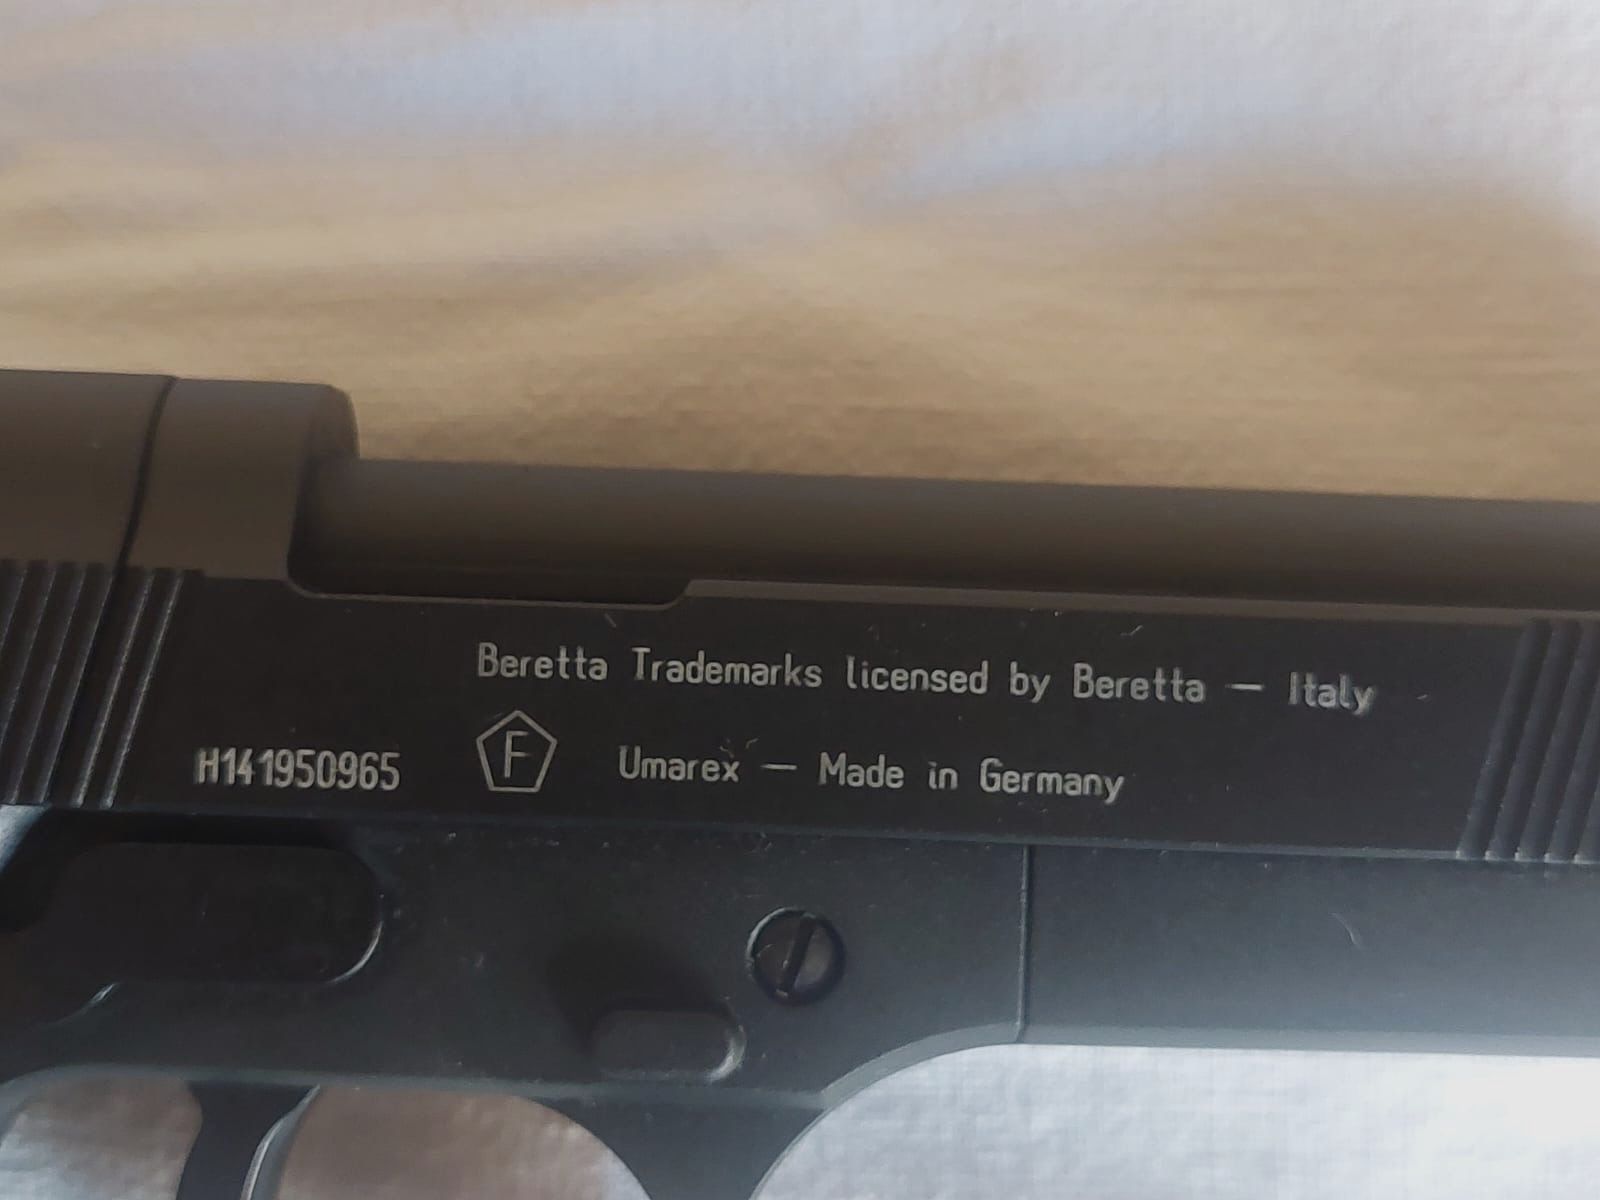 Beretta Trademarks licensed by Beretta — Italy
H141950965 F Umarex — Made in Germany